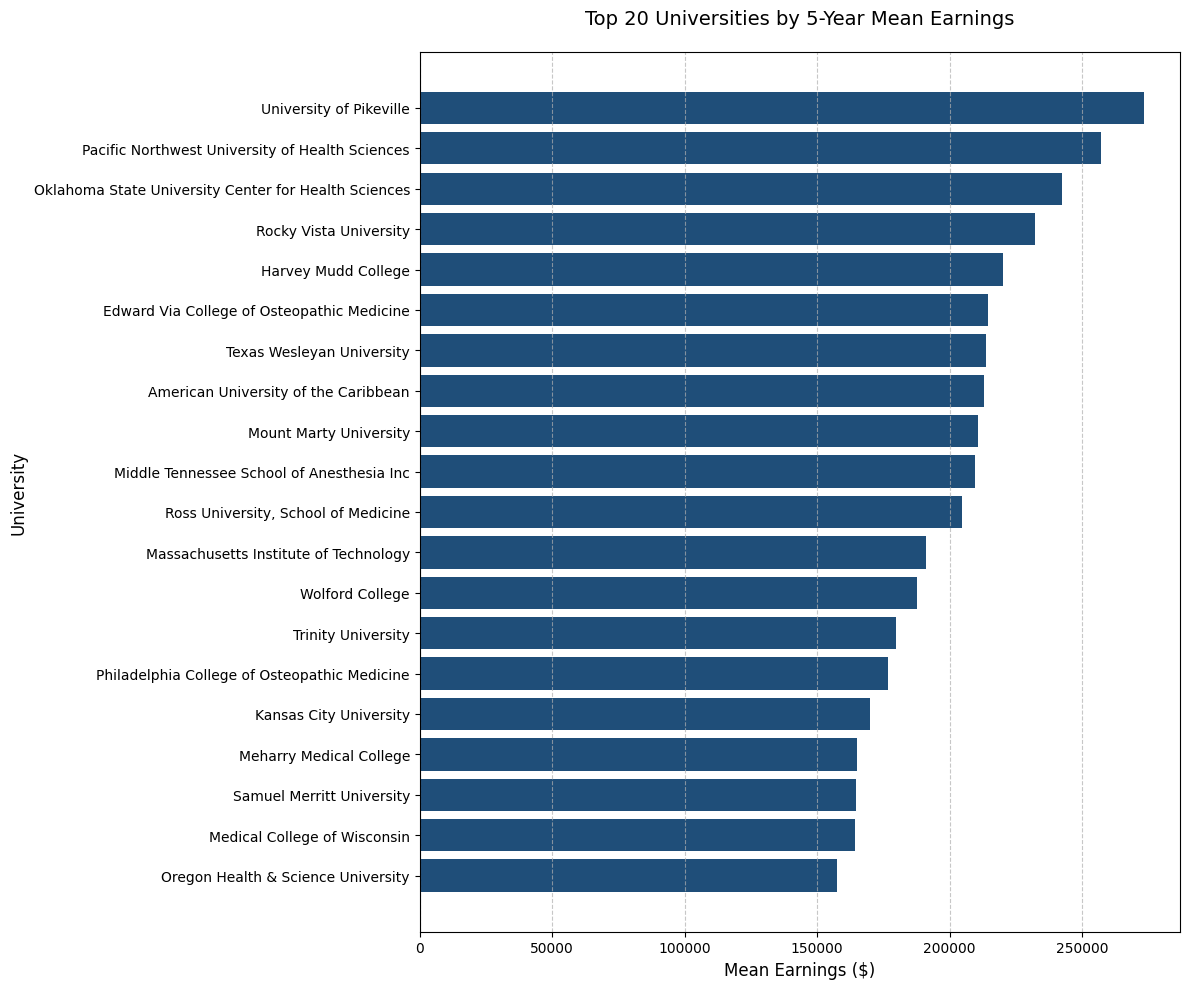 Top 20 Universities by 5-Year Mean Earnings
University
University of Pikeville
Pacific Northwest University of Health Sciences
Oklahoma State University Center for Health Sciences
Rocky Vista University
Harvey Mudd College
Edward Via College of Osteopathic Medicine
Texas Wesleyan University
American University of the Caribbean
Mount Marty University
Middle Tennessee School of Anesthesia Inc
Ross University, School of Medicine
Massachusetts Institute of Technology
Wolford College
Trinity University
Philadelphia College of Osteopathic Medicine
Kansas City University
Meharry Medical College
Samuel Merritt University
Medical College of Wisconsin
Oregon Health & Science University
0 50000 100000 150000 200000 250000
Mean Earnings ($)